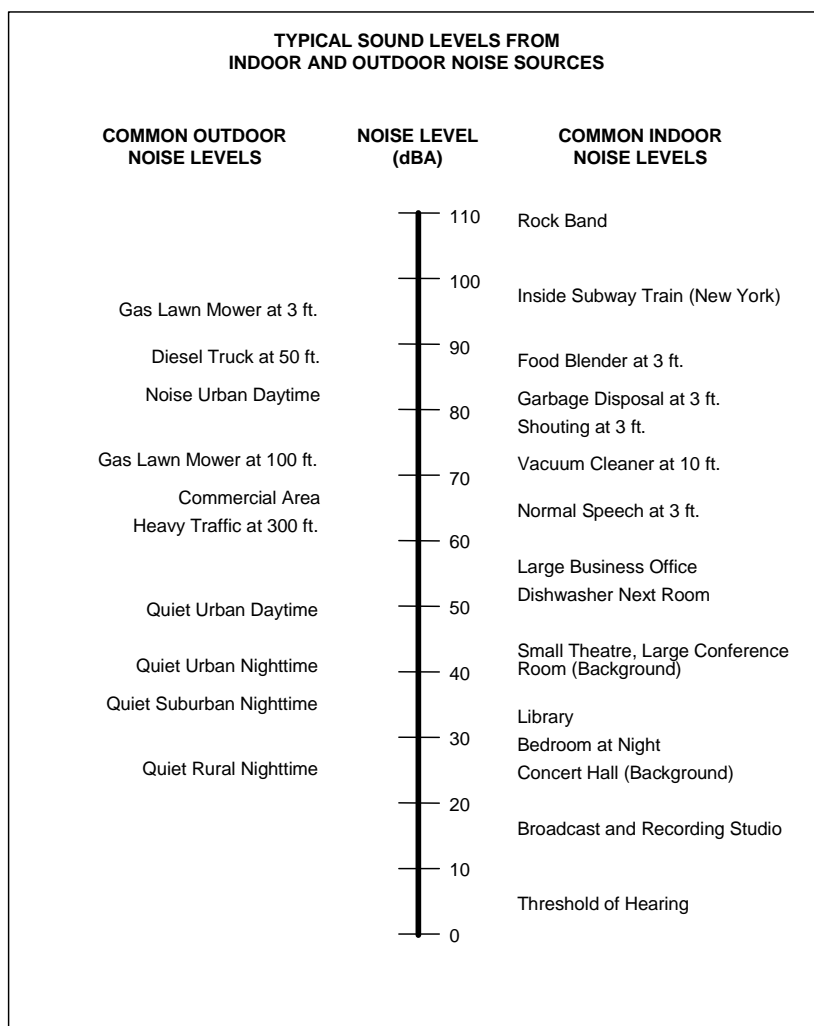 TYPICAL SOUND LEVELS FROM
INDOOR AND OUTDOOR NOISE SOURCES
COMMON OUTDOOR
NOISE LEVELS
NOISE LEVEL
(dBA)
COMMON INDOOR
NOISE LEVELS
110
Rock Band
100
Inside Subway Train (New York)
Gas Lawn Mower at 3 ft.
90
Diesel Truck at 50 ft.
Food Blender at 3 ft.
Noise Urban Daytime
Garbage Disposal at 3 ft.
80
Shouting at 3 ft.
Gas Lawn Mower at 100 ft.
Vacuum Cleaner at 10 ft.
70
Commercial Area
Normal Speech at 3 ft.
Heavy Traffic at 300 ft.
60
Large Business Office
Dishwasher Next Room
Quiet Urban Daytime
50
Small Theatre, Large Conference
Room (Background)
Quiet Urban Nighttime
40
Quiet Suburban Nighttime
Library
30
Bedroom at Night
Quiet Rural Nighttime
Concert Hall (Background)
20
Broadcast and Recording Studio
10
Threshold of Hearing
0